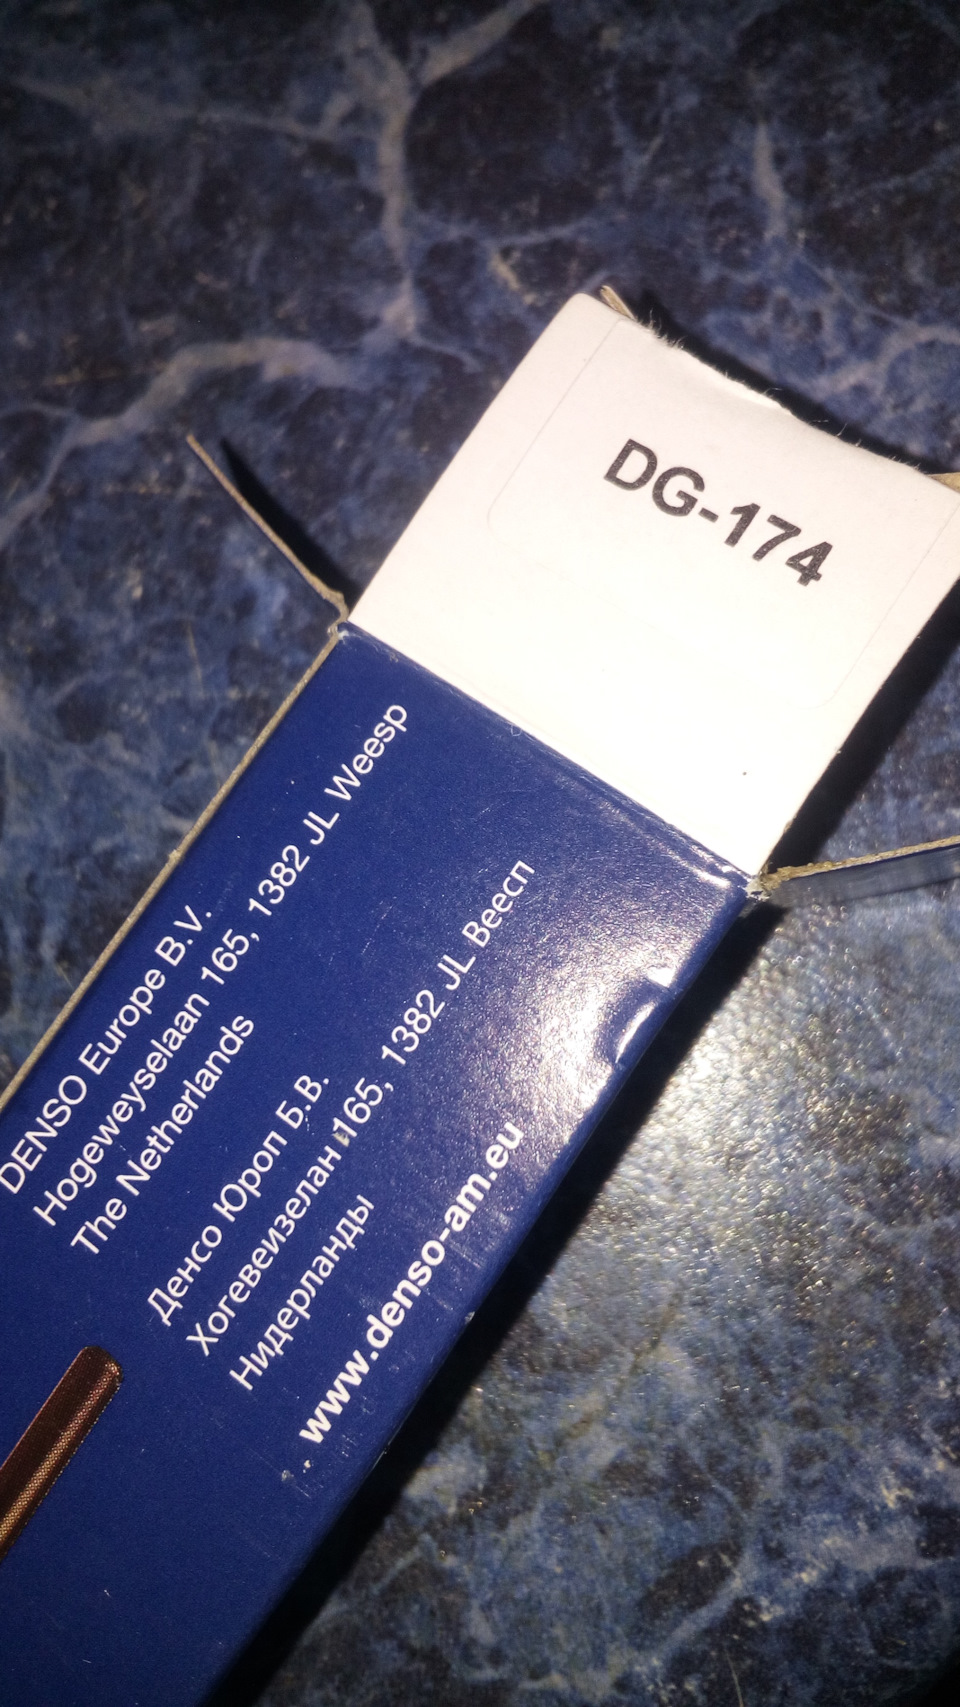 DG-174
DENSO Europe B.V.
Hogeweyselaan 165, 1382 JL Weesp
The Netherlands
Денсо Юроп Б.В.
Хогевеизелан 165, 1382 JL Веесп
Нидерланды
www.denso-am.eu